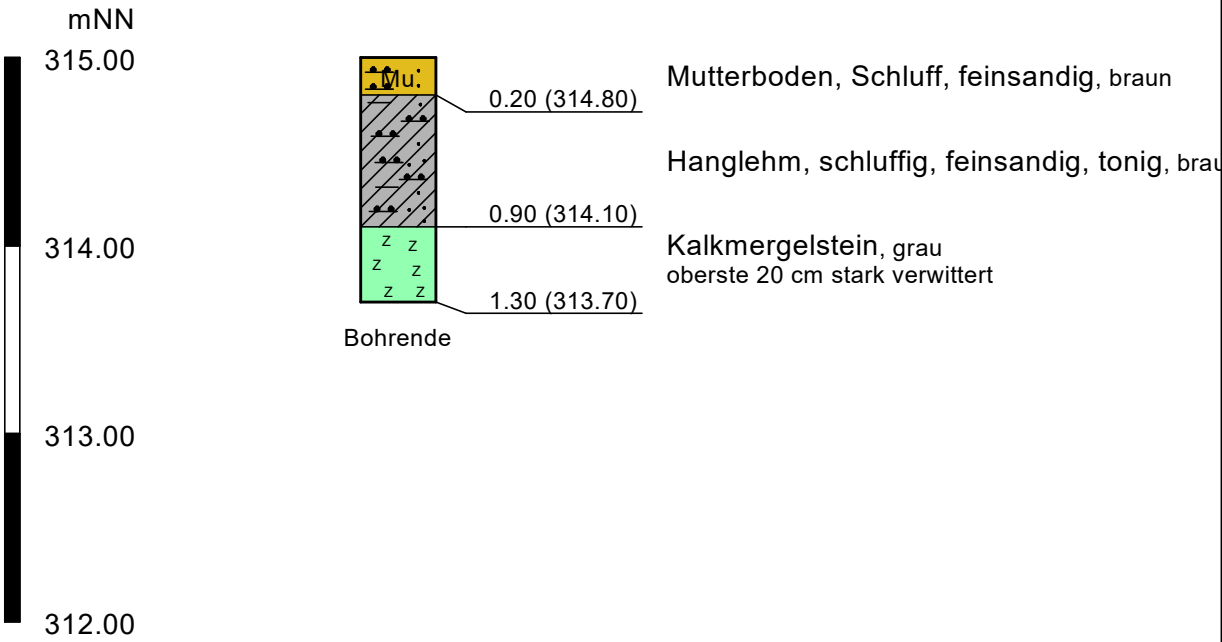 mNN
315.00
Mu.
Mutterboden, Schluff, feinsandig, braun
0.20 (314.80)
Hanglehm, schluffig, feinsandig, tonig, brau
0.90 (314.10)
314.00
z z
z z
z z
Kalkmergelstein, grau
oberste 20 cm stark verwittert
1.30 (313.70)
Bohrende
313.00
312.00